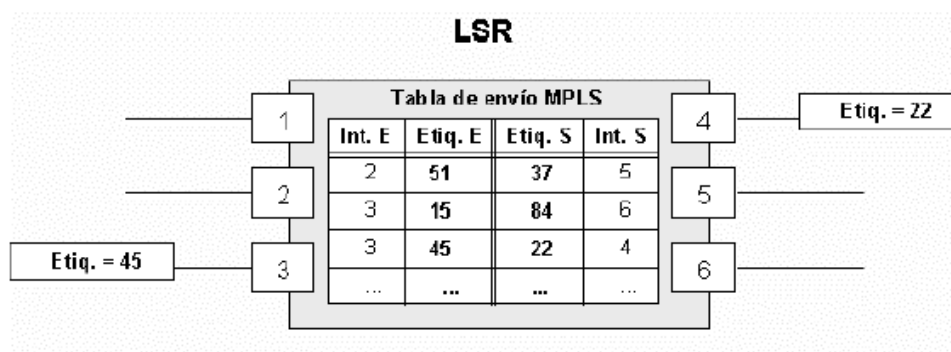 LSR
Tabla de envío MPLS
Int. E Etiq. E Etiq. S Int. S
2 51 37 5
3 15 84 6
3 45 22 4
... ... ... ...
1
2
3
4
5
6
Etiq. = 45
Etiq. = 22